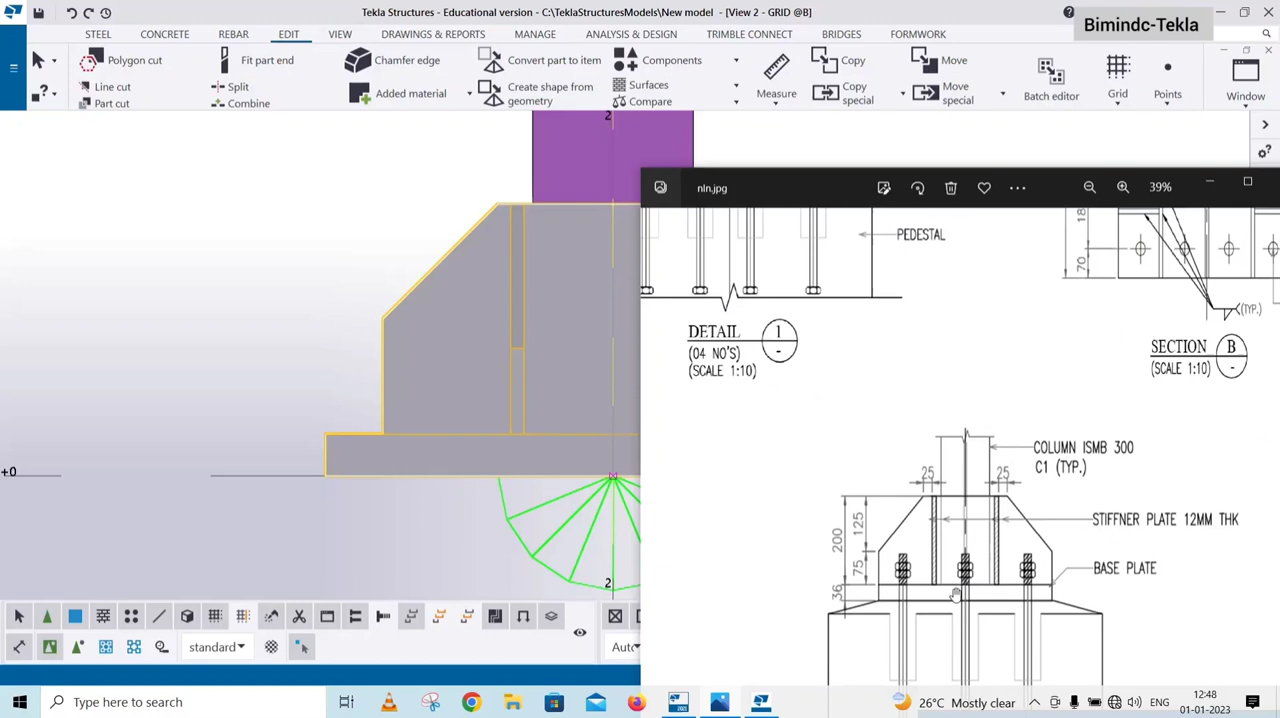 Tekla Structures - Educational version - C:\TeklaStructuresModels\New model - [View 2 - GRID @B]
Bimindc-Tekla
STEEL CONCRETE REBAR EDIT VIEW DRAWINGS & REPORTS MANAGE ANALYSIS & DESIGN TRIMBLE CONNECT BRIDGES FORMWORK
Polygon cut
Line cut
Part cut
Fit part end
Split
Combine
Chamfer edge
Added material
Convert part to item
Create shape from
geometry
Components
Surfaces
Compare
Measure
Copy
Copy
special
Move
Move
special
Batch editor
Grid
Points
Window
2
nln.jpg
39%
PEDESTAL
18
70
(TYP.)
DETAIL 1
(04 NO'S) -
(SCALE 1:10)
SECTION B
(SCALE 1:10) -
+0
2
COLUMN ISMB 300
C1 (TYP.)
25 25
200
125
75
36
STIFFNER PLATE 12MM THK
BASE PLATE
standard
Auto
Type here to search
26°C Mostly clear
ENG
12:48
01-01-2023